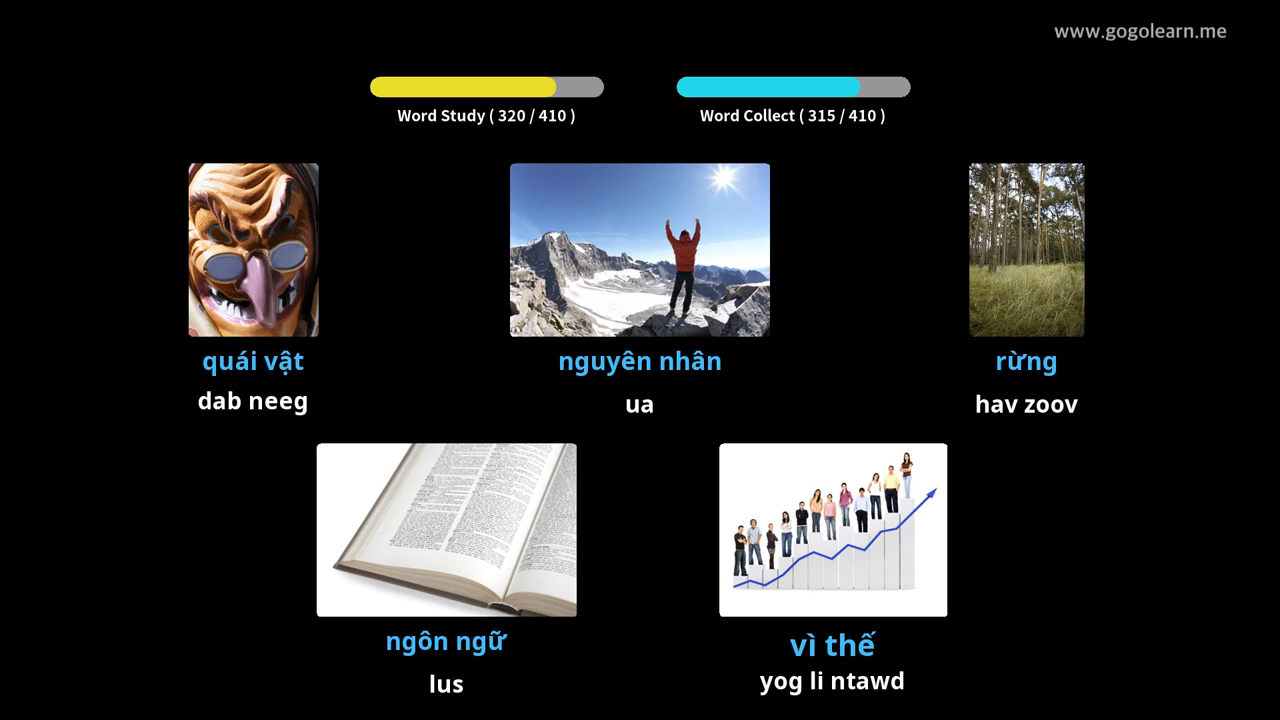 www.gogolearn.me
Word Study ( 320 / 410 )
Word Collect ( 315 / 410 )
quái vật
dab neeg
nguyên nhân
ua
rừng
hav zoov
ngôn ngữ
lus
vì thế
yog li ntawd